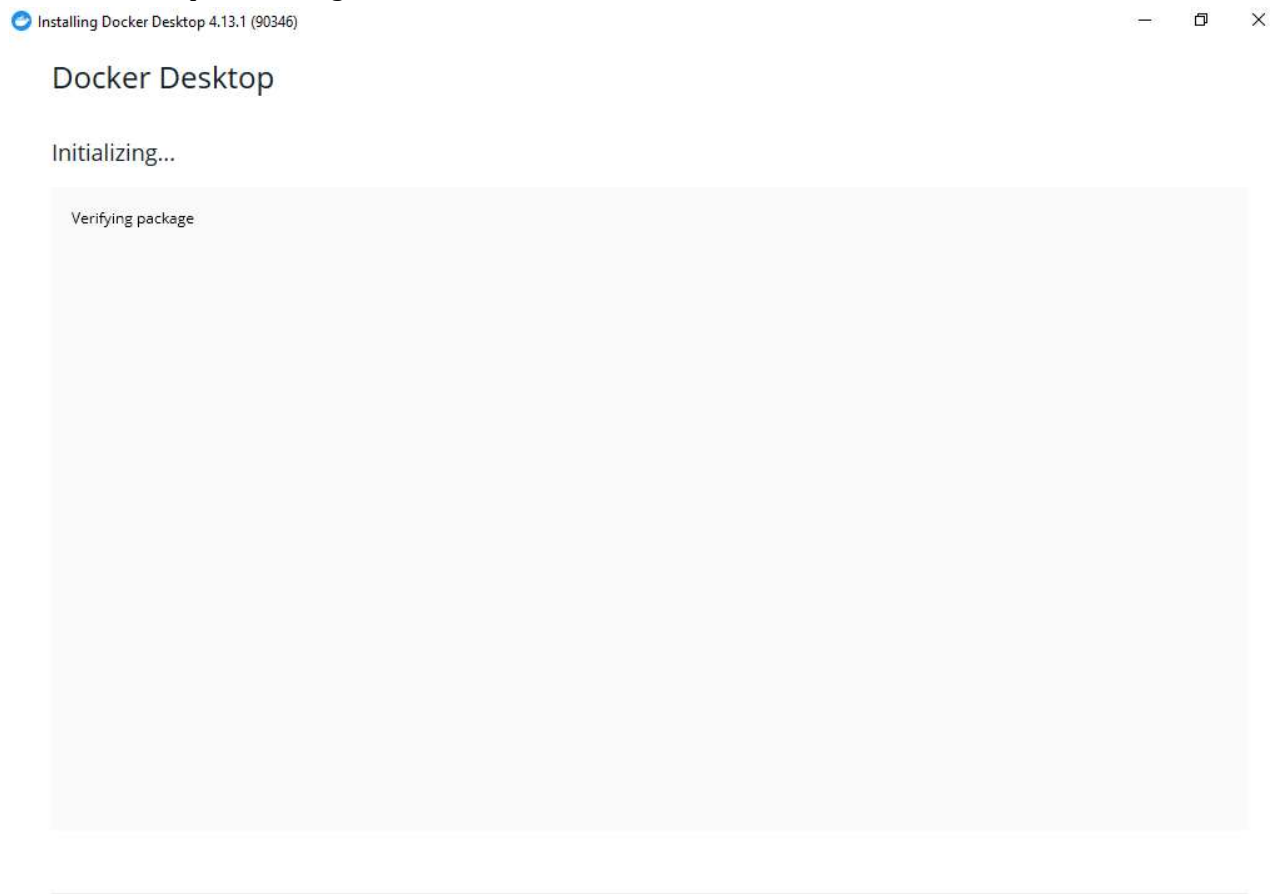 Installing Docker Desktop 4.13.1 (90346)
Docker Desktop
Initializing...
Verifying package